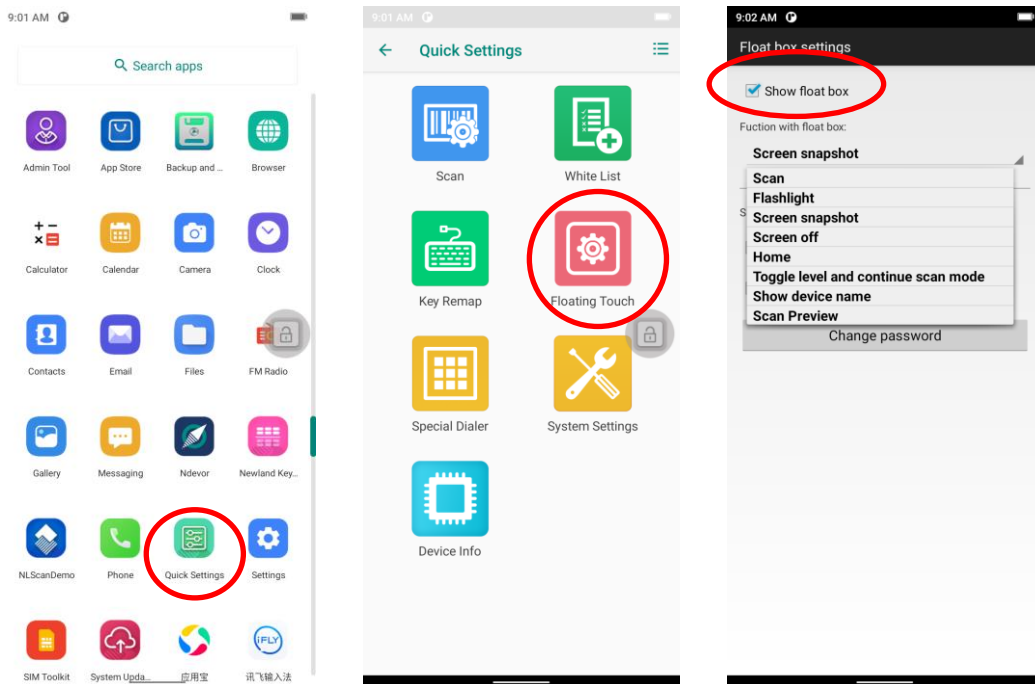 9:01 AM
Search apps
Admin Tool
App Store
Backup and ...
Browser
Calculator
Calendar
Camera
Clock
Contacts
Email
Files
FM Radio
Gallery
Messaging
Ndevor
Newland Key...
NLScanDemo
Phone
Quick Settings
Settings
iFLY
SIM Toolkit
System Upda...
应用宝
讯飞输入法
9:01 AM
Quick Settings
Scan
White List
Key Remap
Floating Touch
Special Dialer
System Settings
Device Info
9:02 AM
Float box settings
Show float box
Fuction with float box:
Screen snapshot
Scan
Flashlight
S
Screen snapshot
Screen off
Home
Toggle level and continue scan mode
Show device name
Scan Preview
Change password